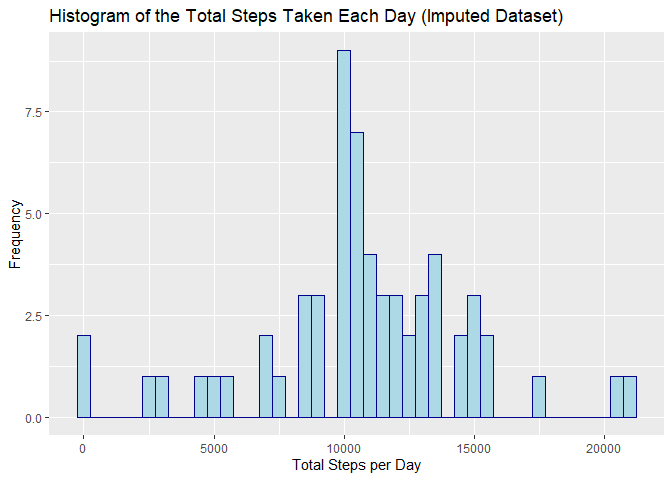 Histogram of the Total Steps Taken Each Day (Imputed Dataset)
7.5
5.0
2.5
0.0
Frequency
0 5000 10000 15000 20000
Total Steps per Day